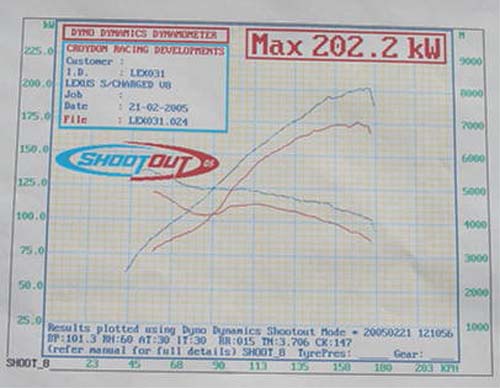 kW
DYNO DYNAMICS DYNAMOMETER
CROYDON RACING DEVELOPMENTS
Customer :
I.D. : LEX031
LEXUS S/CHARGED V8
Job :
Date : 21-02-2005
File : LEX031.024
Max 202.2 kW
N
SHOOTOUT
225.0
200.0
175.0
150.0
125.0
100.0
75.0
50.0
25.0
9000
8000
7000
6000
5000
4000
3000
2000
1000
Results plotted using Dyno Dynamics Shootout Mode * 20050221 121056
BP:101.3 RH:60 AT:30 IT:30 RR:015 TM:3.706 CK:147
(refer manual for full details) SHOOT_8 TyrePres: Gear:
SHOOT_8 23 45 68 90 113 135 158 180 203 KPH